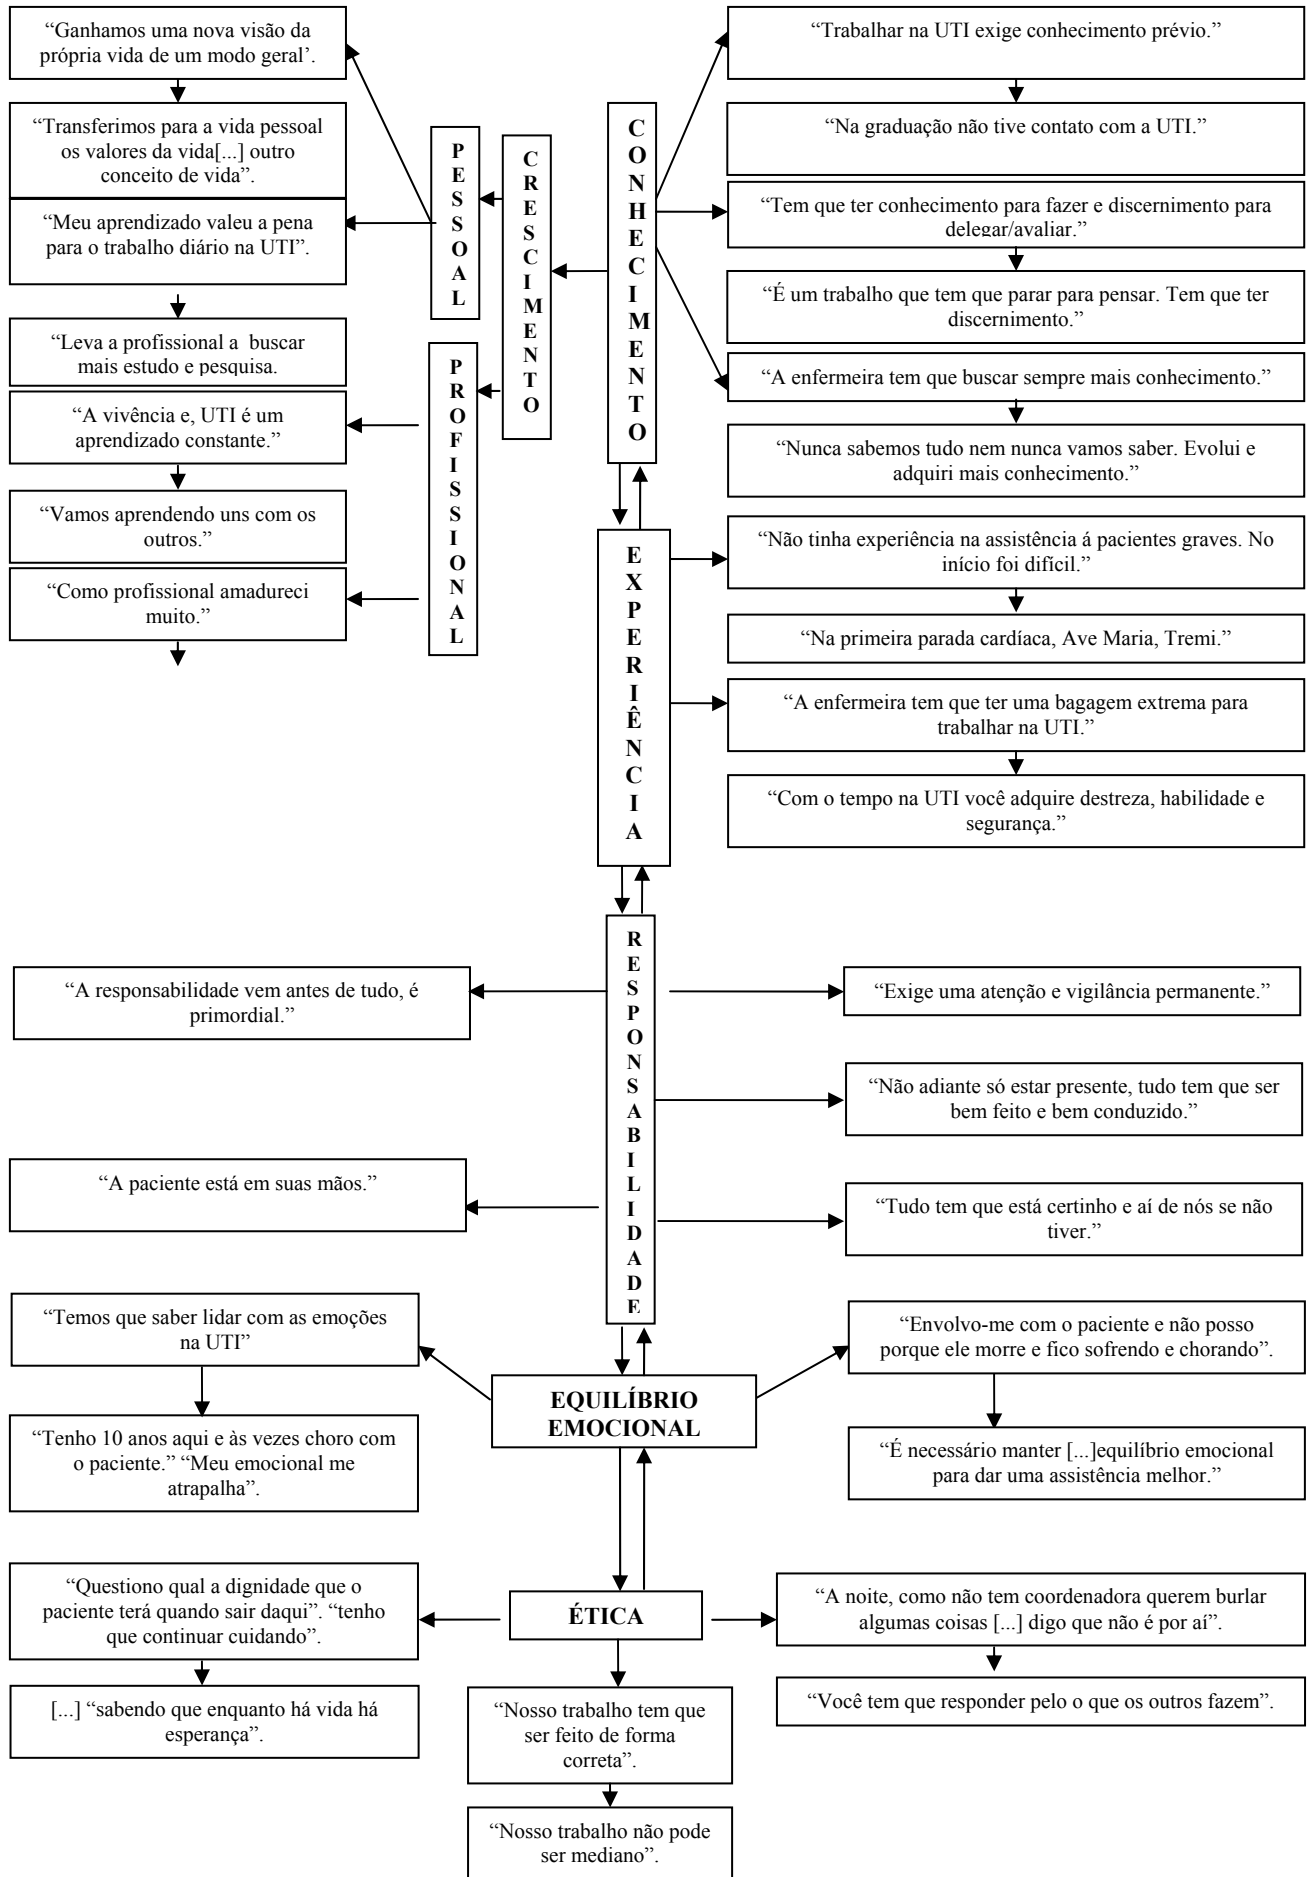 “Ganhamos uma nova visão da
própria vida de um modo geral’.
“Transferimos para a vida pessoal
os valores da vida[...] outro
conceito de vida”.
“Meu aprendizado valeu a pena
para o trabalho diário na UTI”.
“Leva a profissional a buscar
mais estudo e pesquisa.
“A vivência e, UTI é um
aprendizado constante.”
“Vamos aprendendo uns com os
outros.”
“Como profissional amadureci
muito.”
PESSOAL
PROFISSIONAL
CRESCIMENTO
CONHECIMENTO
“Trabalhar na UTI exige conhecimento prévio.”
“Na graduação não tive contato com a UTI.”
“Tem que ter conhecimento para fazer e discernimento para
delegar/avaliar.”
“É um trabalho que tem que parar para pensar. Tem que ter
discernimento.”
“A enfermeira tem que buscar sempre mais conhecimento.”
“Nunca sabemos tudo nem nunca vamos saber. Evolui e
adquiri mais conhecimento.”
EXPERIÊNCIA
“Não tinha experiência na assistência á pacientes graves. No
início foi difícil.”
“Na primeira parada cardíaca, Ave Maria, Tremi.”
“A enfermeira tem que ter uma bagagem extrema para
trabalhar na UTI.”
“Com o tempo na UTI você adquire destreza, habilidade e
segurança.”
RESPONSABILIDADE
“A responsabilidade vem antes de tudo, é
primordial.”
“A paciente está em suas mãos.”
“Exige uma atenção e vigilância permanente.”
“Não adiante só estar presente, tudo tem que ser
bem feito e bem conduzido.”
“Tudo tem que está certinho e aí de nós se não
tiver.”
EQUILÍBRIO
EMOCIONAL
“Temos que saber lidar com as emoções
na UTI”
“Tenho 10 anos aqui e às vezes choro com
o paciente.” “Meu emocional me
atrapalha”.
“Envolvo-me com o paciente e não posso
porque ele morre e fico sofrendo e chorando”.
“É necessário manter [...]equilíbrio emocional
para dar uma assistência melhor.”
ÉTICA
“Questiono qual a dignidade que o
paciente terá quando sair daqui”. “tenho
que continuar cuidando”.
[...] “sabendo que enquanto há vida há
esperança”.
“Nosso trabalho tem que
ser feito de forma
correta”.
“Nosso trabalho não pode
ser mediano”.
“A noite, como não tem coordenadora querem burlar
algumas coisas [...] digo que não é por aí”.
“Você tem que responder pelo o que os outros fazem”.